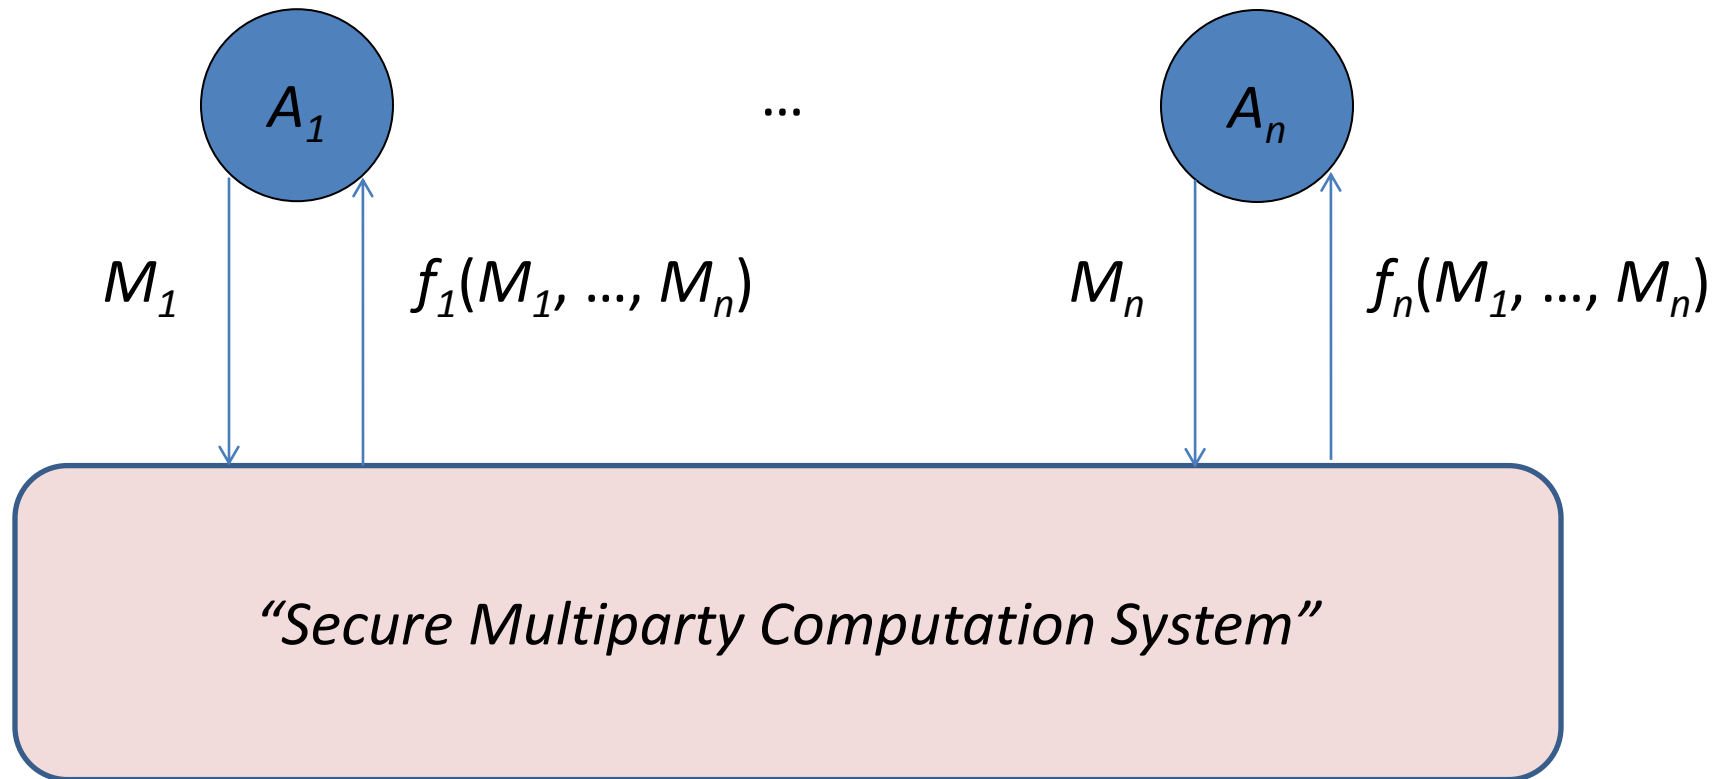 A₁ … Aₙ
M₁ f₁(M₁, …, Mₙ) Mₙ fₙ(M₁, …, Mₙ)
“Secure Multiparty Computation System”